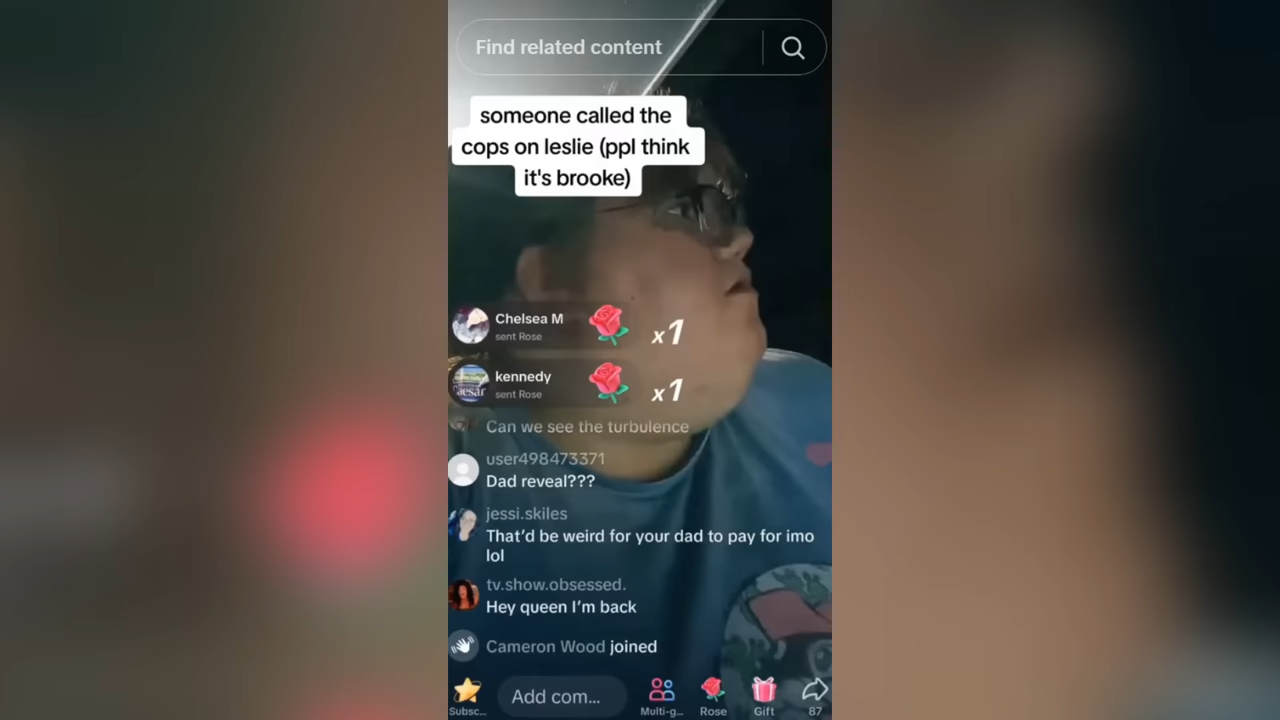 Find related content
someone called the
cops on leslie (ppl think
it's brooke)
Chelsea M
sent Rose
x1
kennedy
sent Rose
x1
Can we see the turbulence
user498473371
Dad reveal???
jessi.skiles
That'd be weird for your dad to pay for imo
lol
tv.show.obsessed.
Hey queen I'm back
Cameron Wood joined
Add com...
Subsc...
Multi-g...
Rose
Gift
87